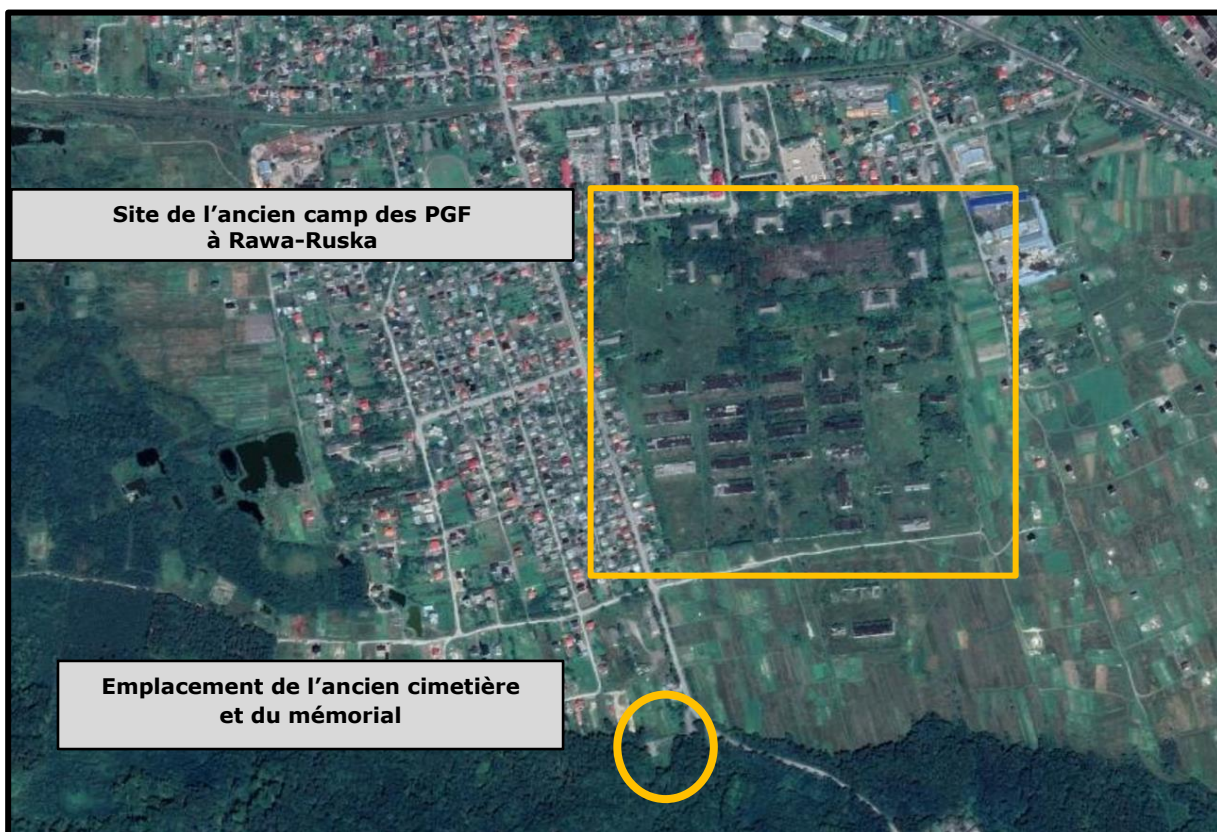 Site de l’ancien camp des PGF
à Rawa-Ruska
Emplacement de l’ancien cimetière
et du mémorial